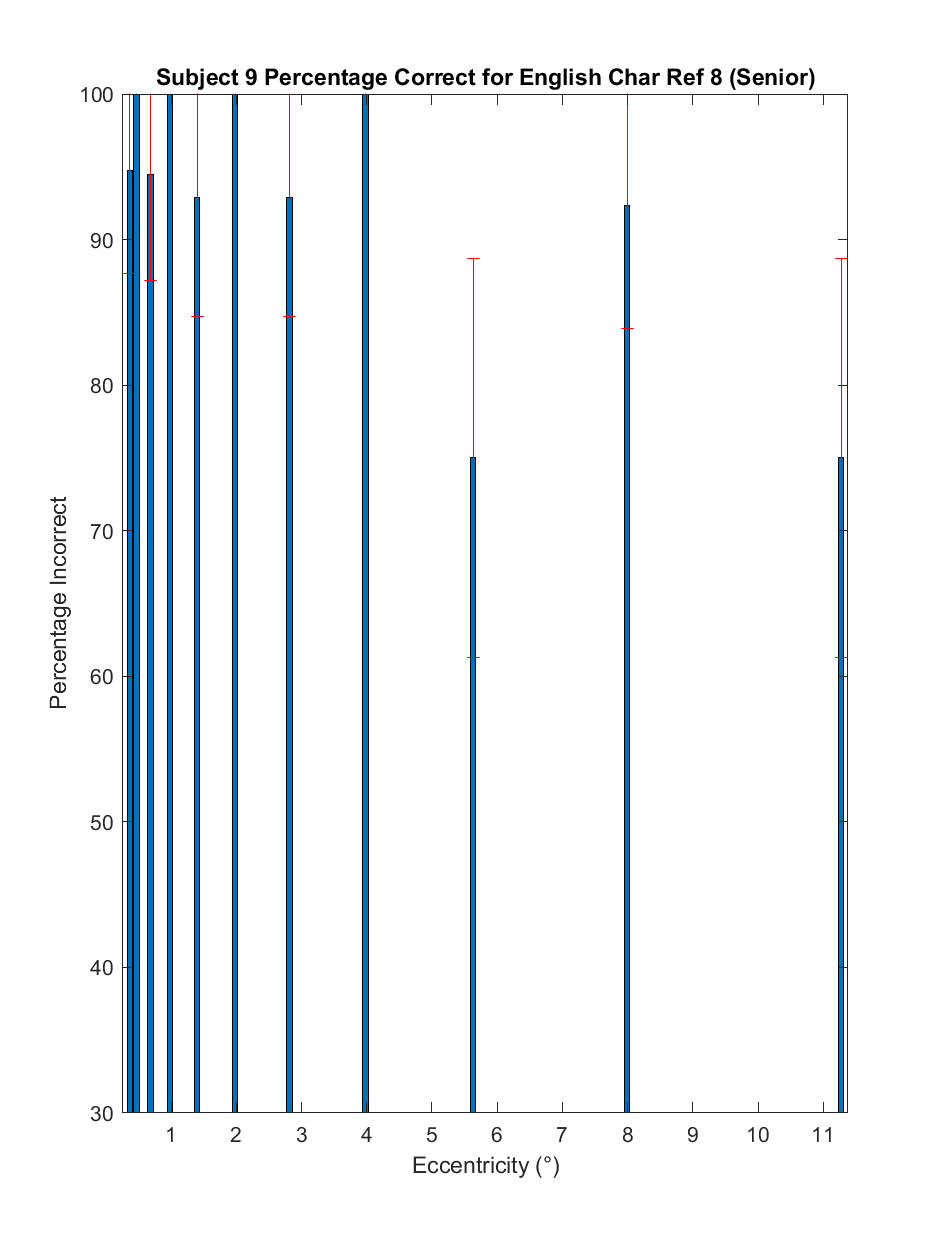 Subject 9 Percentage Correct for English Char Ref 8 (Senior)
100
90
80
70
60
50
40
30
Percentage Incorrect
1 2 3 4 5 6 7 8 9 10 11
Eccentricity (°)